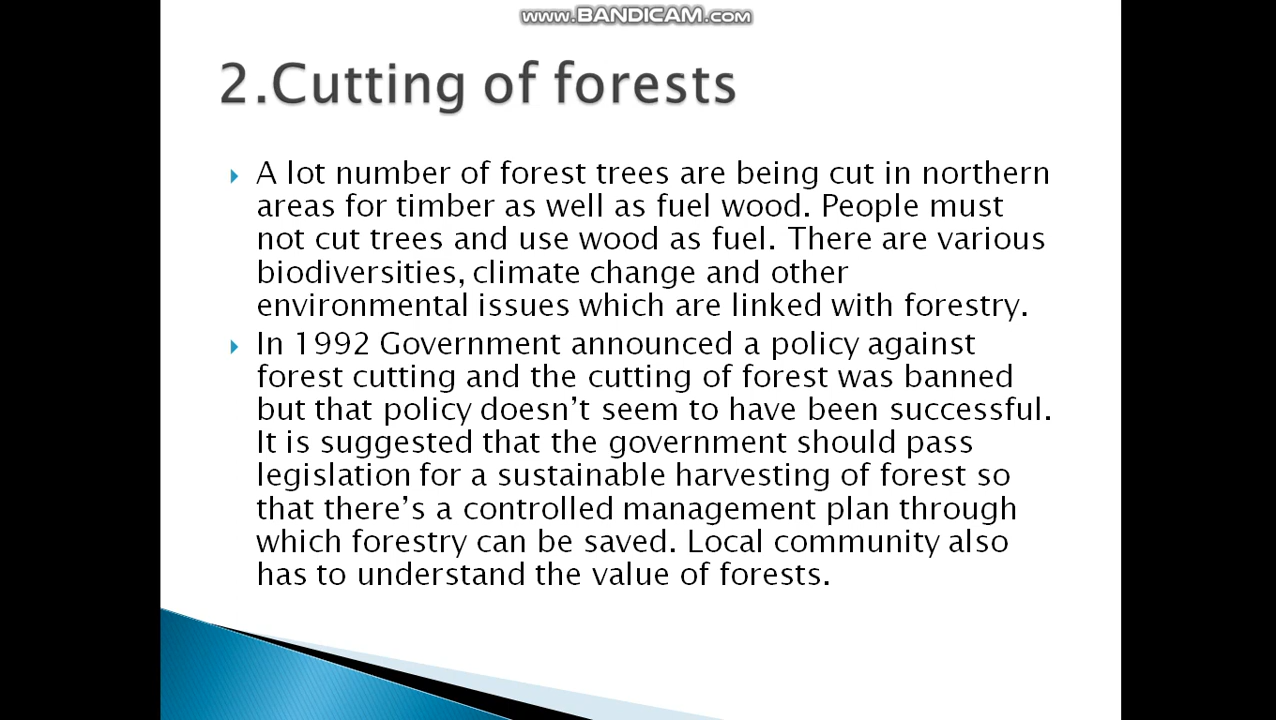 www.BANDICAM.com
2.Cutting of forests
A lot number of forest trees are being cut in northern
areas for timber as well as fuel wood. People must
not cut trees and use wood as fuel. There are various
biodiversities, climate change and other
environmental issues which are linked with forestry.
In 1992 Government announced a policy against
forest cutting and the cutting of forest was banned
but that policy doesn’t seem to have been successful.
It is suggested that the government should pass
legislation for a sustainable harvesting of forest so
that there’s a controlled management plan through
which forestry can be saved. Local community also
has to understand the value of forests.